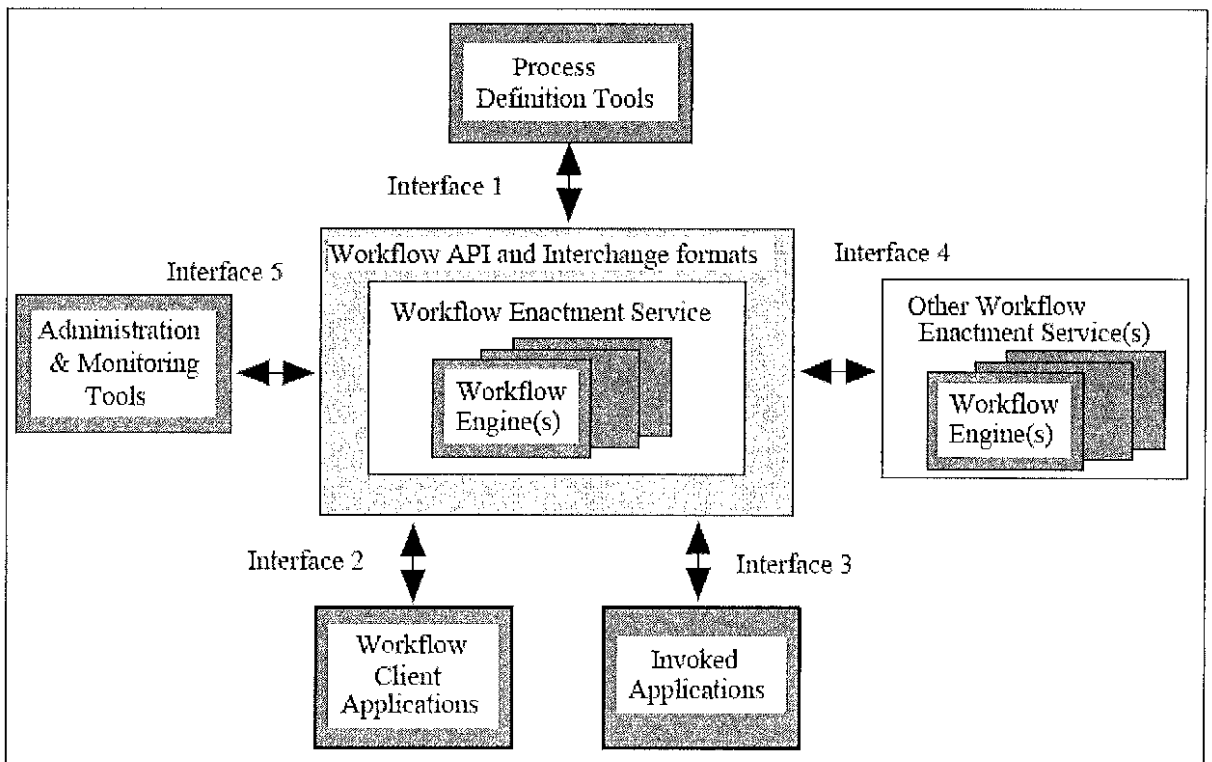 Process
Definition Tools
Interface 1
Workflow API and Interchange formats
Interface 5
Interface 4
Workflow Enactment Service
Workflow
Engine(s)
Administration
& Monitoring
Tools
Other Workflow
Enactment Service(s)
Workflow
Engine(s)
Interface 2
Interface 3
Workflow
Client
Applications
Invoked
Applications